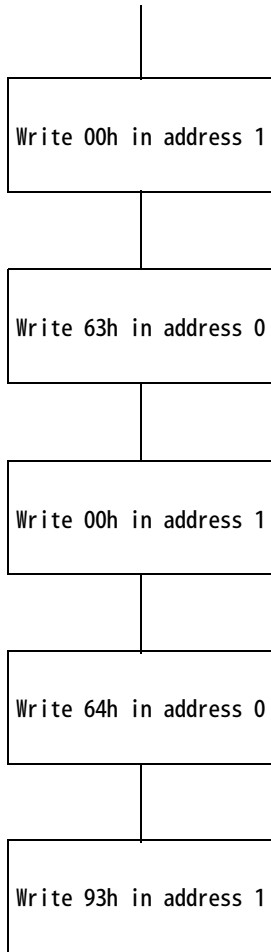 Write 00h in address 1
Write 63h in address 0
Write 00h in address 1
Write 64h in address 0
Write 93h in address 1